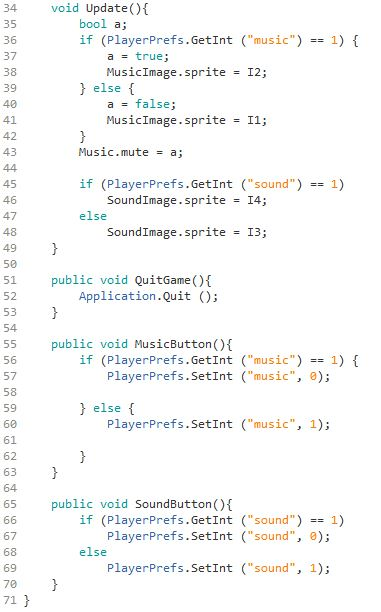 34 void Update(){
35 bool a;
36 if (PlayerPrefs.GetInt ("music") == 1) {
37 a = true;
38 MusicImage.sprite = I2;
39 } else {
40 a = false;
41 MusicImage.sprite = I1;
42 }
43 Music.mute = a;
44
45 if (PlayerPrefs.GetInt ("sound") == 1)
46 SoundImage.sprite = I4;
47 else
48 SoundImage.sprite = I3;
49 }
50
51 public void QuitGame(){
52 Application.Quit ();
53 }
54
55 public void MusicButton(){
56 if (PlayerPrefs.GetInt ("music") == 1) {
57 PlayerPrefs.SetInt ("music", 0);
58
59 } else {
60 PlayerPrefs.SetInt ("music", 1);
61
62 }
63 }
64
65 public void SoundButton(){
66 if (PlayerPrefs.GetInt ("sound") == 1)
67 PlayerPrefs.SetInt ("sound", 0);
68 else
69 PlayerPrefs.SetInt ("sound", 1);
70 }
71 }